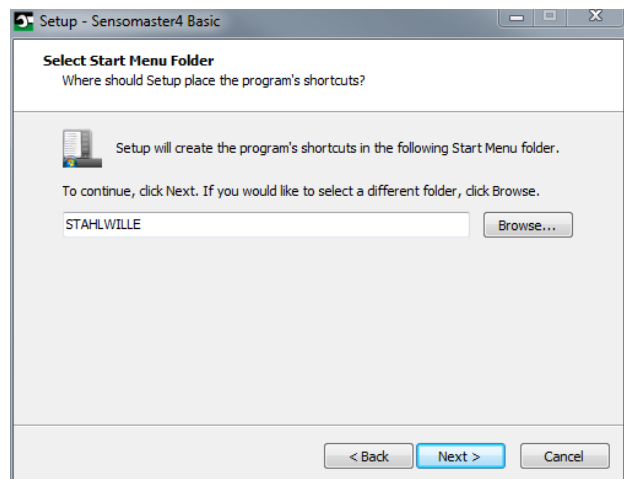 Setup - Sensomaster4 Basic
Select Start Menu Folder
Where should Setup place the program's shortcuts?
Setup will create the program's shortcuts in the following Start Menu folder.
To continue, click Next. If you would like to select a different folder, click Browse.
STAHLWILLE
Browse...
< Back
Next >
Cancel